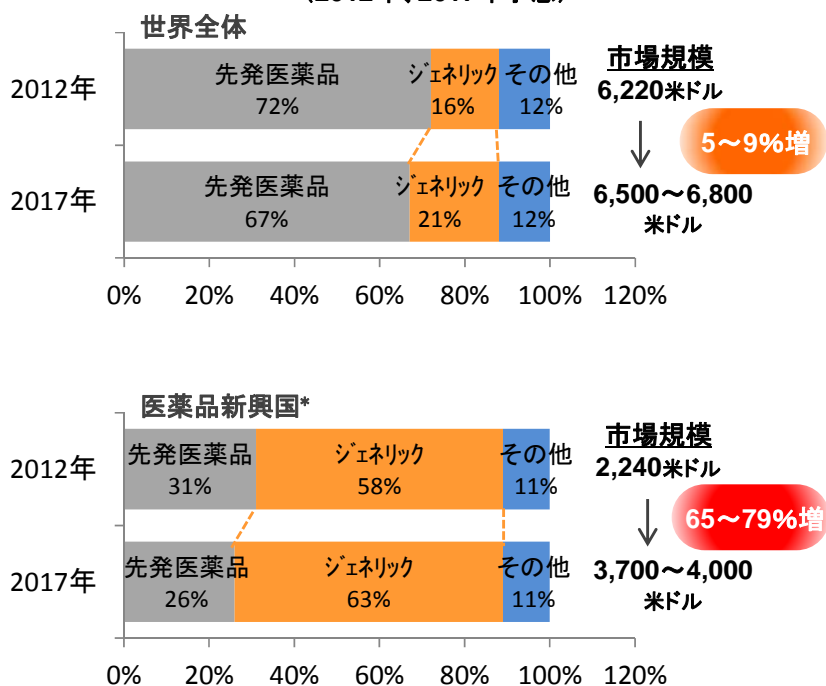 世界全体
2012年
先発医薬品
72%
ジェネリック
16%
その他
12%
市場規模
6,220米ドル
5～9%増
2017年
先発医薬品
67%
ジェネリック
21%
その他
12%
6,500～6,800
米ドル
0% 20% 40% 60% 80% 100% 120%
医薬品新興国*
2012年
先発医薬品
31%
ジェネリック
58%
その他
11%
市場規模
2,240米ドル
65～79%増
2017年
先発医薬品
26%
ジェネリック
63%
その他
11%
3,700～4,000
米ドル
0% 20% 40% 60% 80% 100% 120%